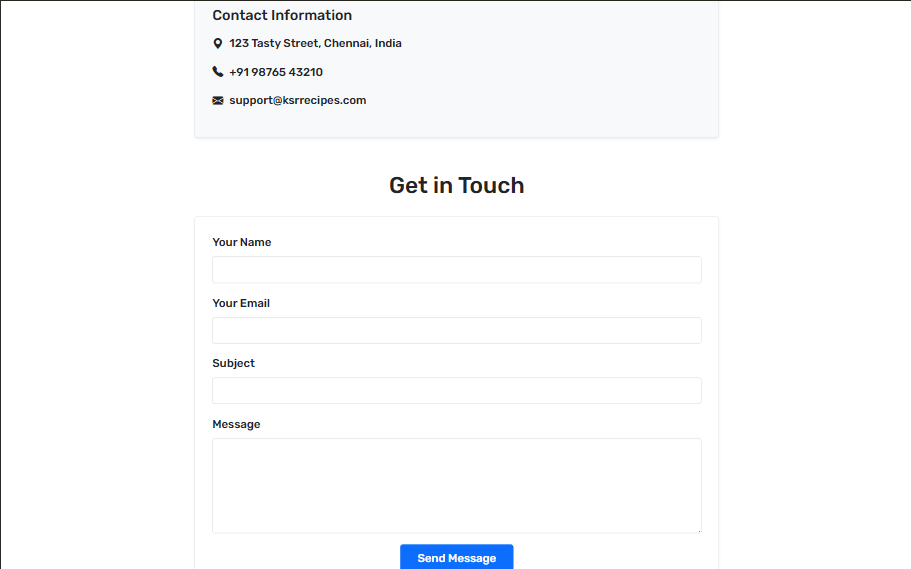 Contact Information
123 Tasty Street, Chennai, India
+91 98765 43210
support@ksrrecipes.com
Get in Touch
Your Name
Your Email
Subject
Message
Send Message